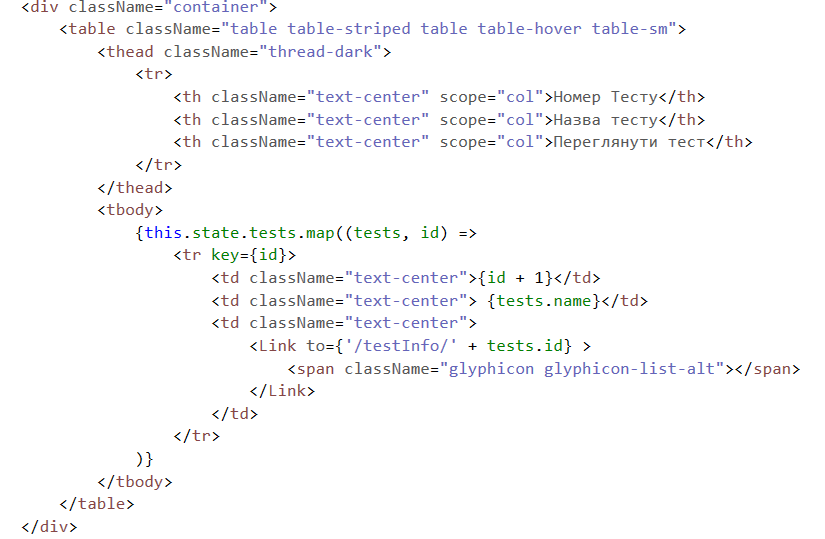 <div className="container">
<table className="table table-striped table table-hover table-sm">
<thead className="thread-dark">
<tr>
<th className="text-center" scope="col">Номер Тесту</th>
<th className="text-center" scope="col">Назва тесту</th>
<th className="text-center" scope="col">Переглянути тест</th>
</tr>
</thead>
<tbody>
{this.state.tests.map((tests, id) =>
<tr key={id}>
<td className="text-center">{id + 1}</td>
<td className="text-center"> {tests.name}</td>
<td className="text-center">
<Link to={'/testInfo/' + tests.id} >
<span className="glyphicon glyphicon-list-alt"></span>
</Link>
</td>
</tr>
)}
</tbody>
</table>
</div>